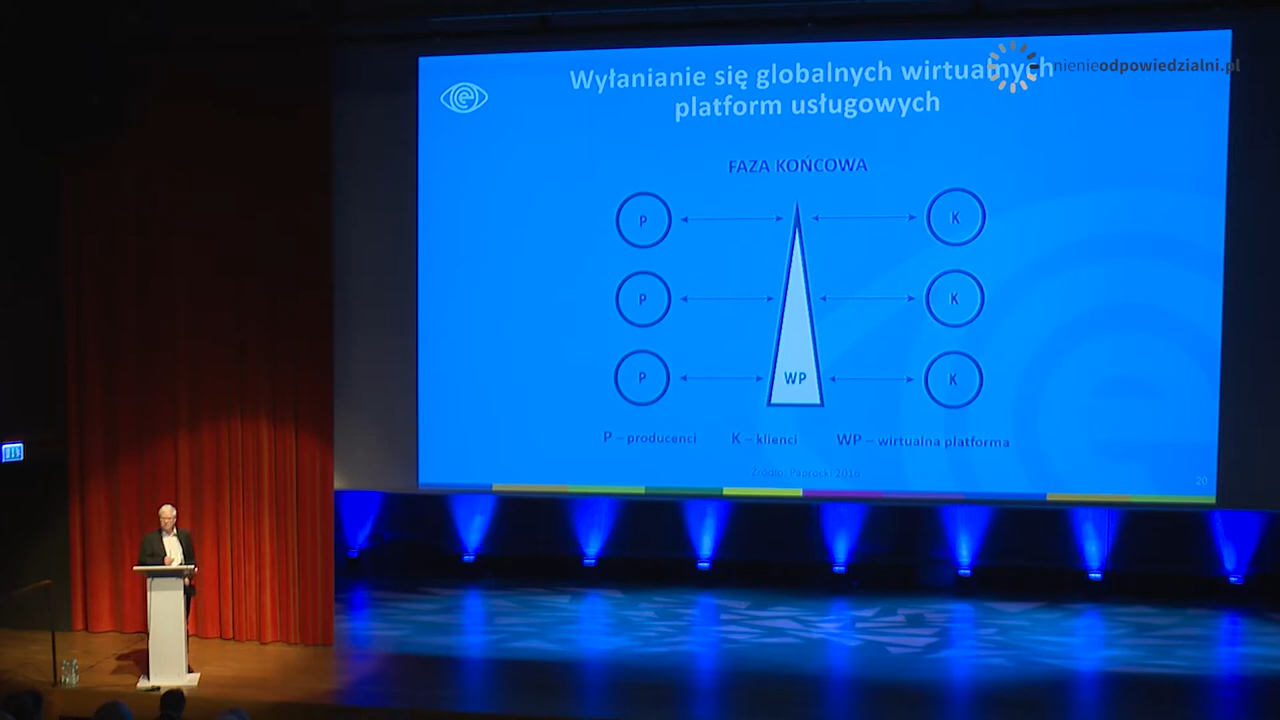 Wyłanianie się globalnych wirtualnych
platform usługowych
nienieodpowiedzialni.pl
FAZA KOŃCOWA
P K
P K
P WP K
P – producenci K – klienci WP – wirtualna platforma
Źródło: Paprocki 2016
20